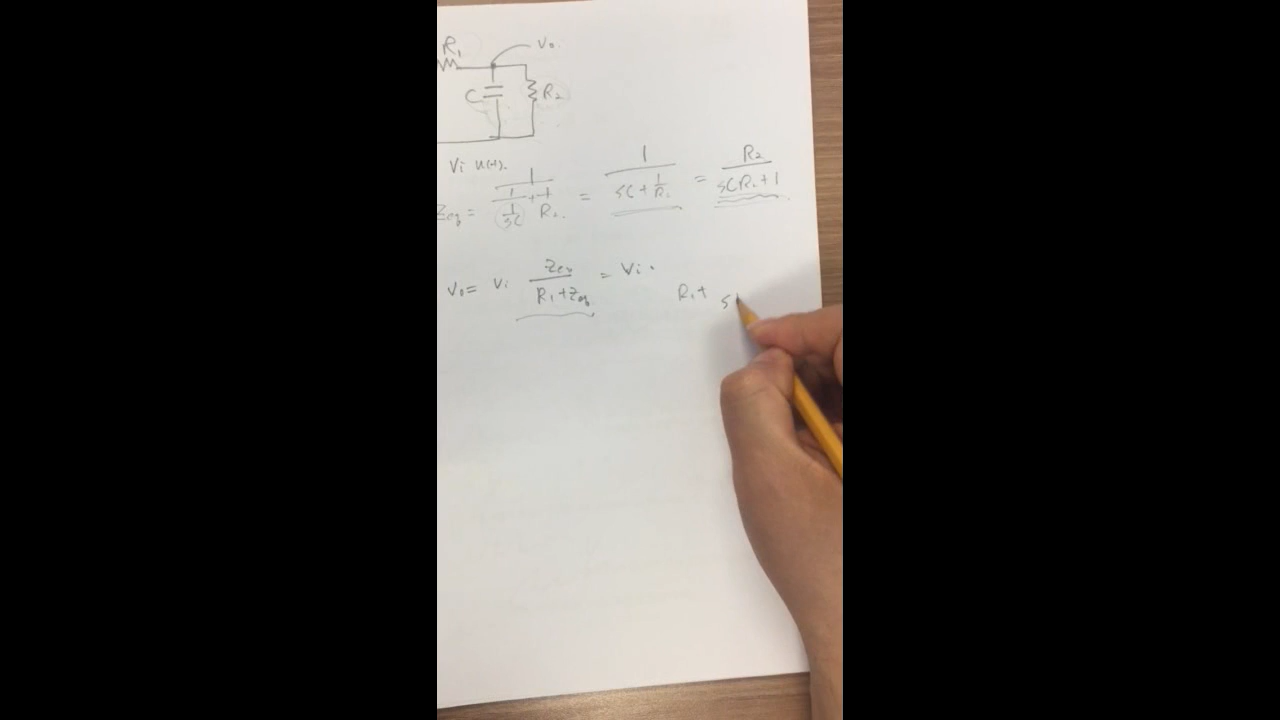 R₁
V₀.
C
R₂
Vi u(t).
Zeq = 1/(1/(1/SC) + 1/R₂.) = 1/(SC + 1/R₂) = R₂/(SCR₂ + 1)
V₀ = Vi Zeq/(R₁ + Zeq) = Vi · R₁ + S